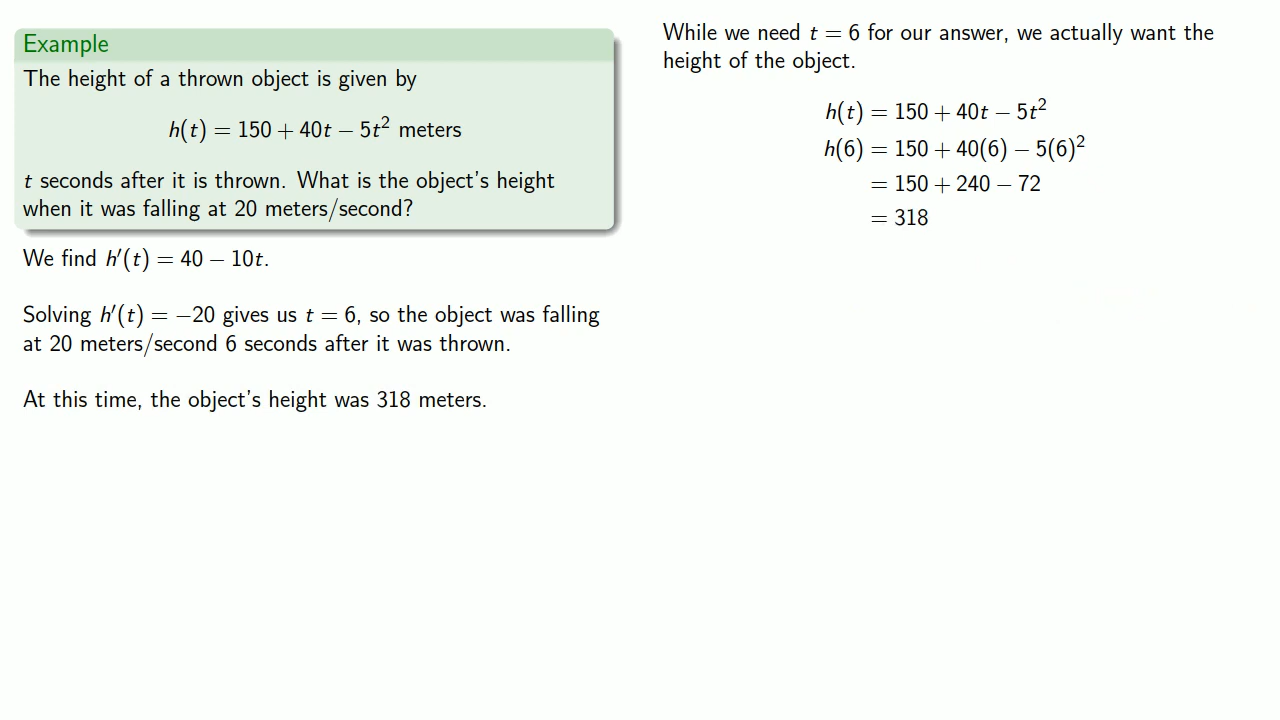 Example
The height of a thrown object is given by
h(t) = 150 + 40t − 5t² meters
t seconds after it is thrown. What is the object's height
when it was falling at 20 meters/second?
We find h′(t) = 40 − 10t.
Solving h′(t) = −20 gives us t = 6, so the object was falling
at 20 meters/second 6 seconds after it was thrown.
At this time, the object's height was 318 meters.
While we need t = 6 for our answer, we actually want the
height of the object.
h(t) = 150 + 40t − 5t²
h(6) = 150 + 40(6) − 5(6)²
= 150 + 240 − 72
= 318